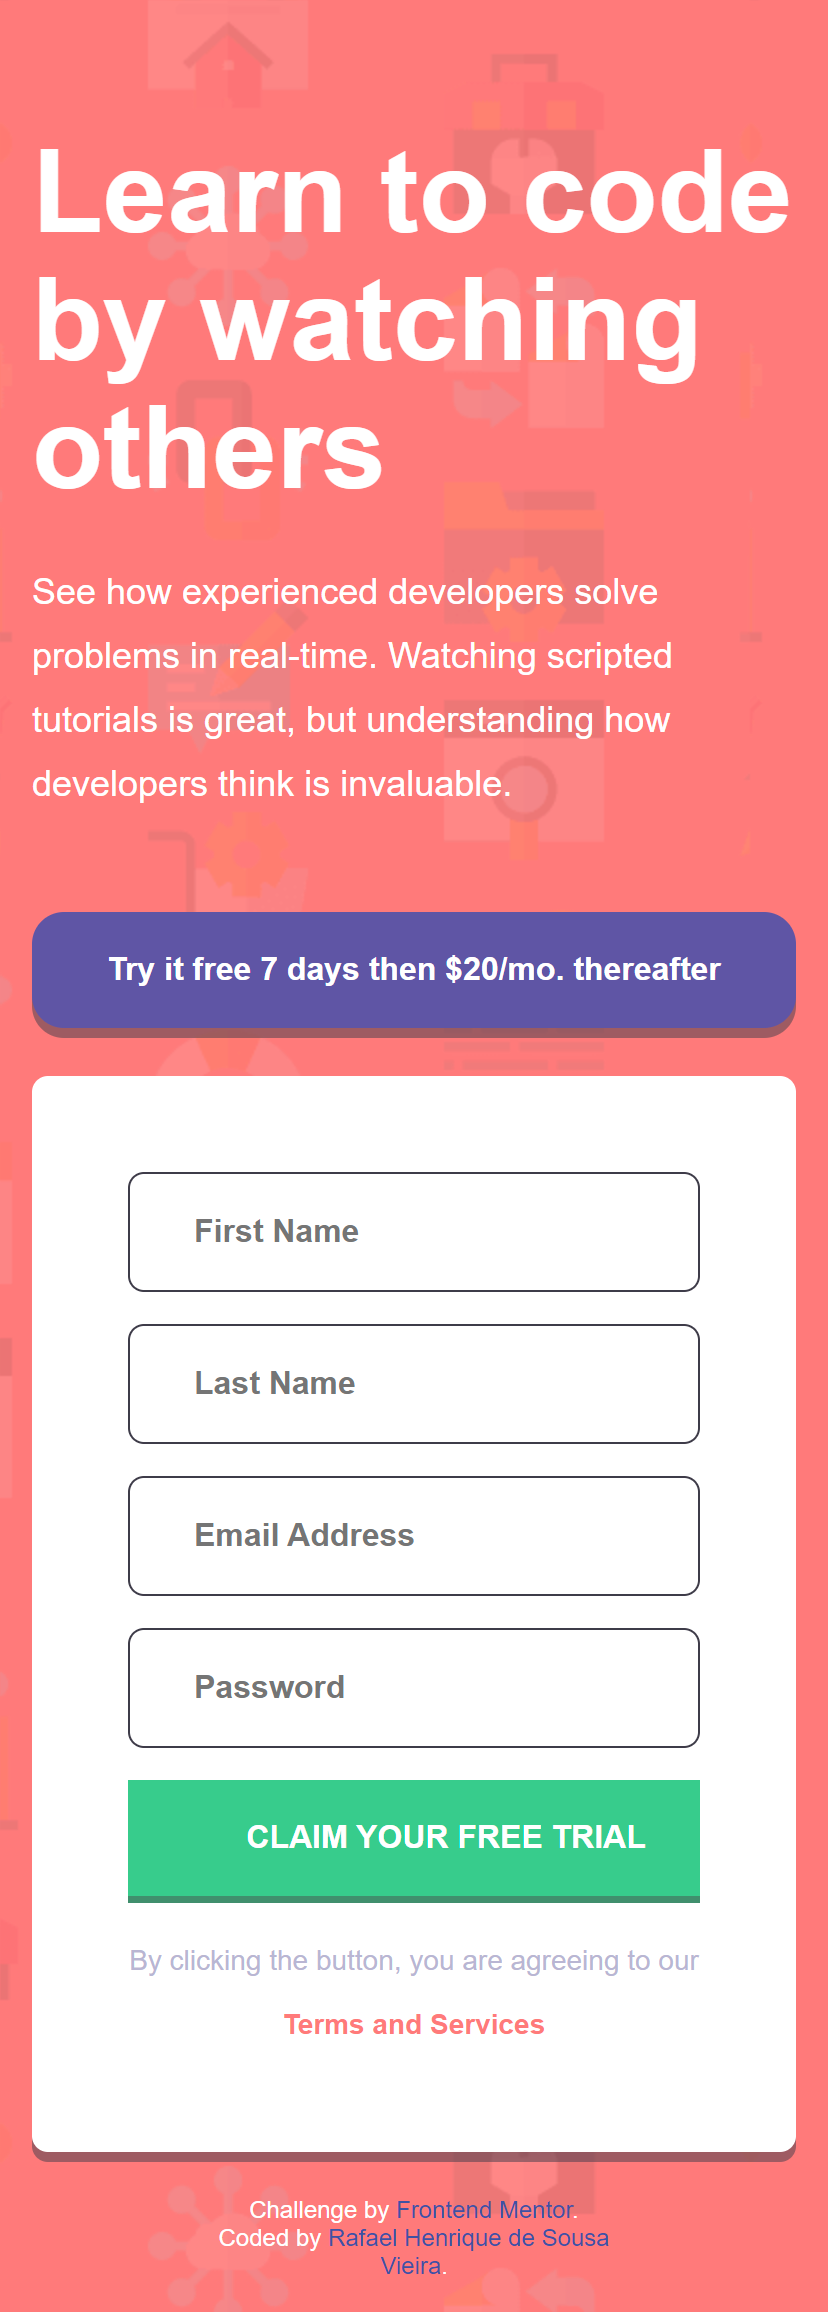 Learn to code
by watching
others
See how experienced developers solve
problems in real-time. Watching scripted
tutorials is great, but understanding how
developers think is invaluable.
Try it free 7 days then $20/mo. thereafter
First Name
Last Name
Email Address
Password
CLAIM YOUR FREE TRIAL
By clicking the button, you are agreeing to our
Terms and Services
Challenge by Frontend Mentor.
Coded by Rafael Henrique de Sousa
Vieira.